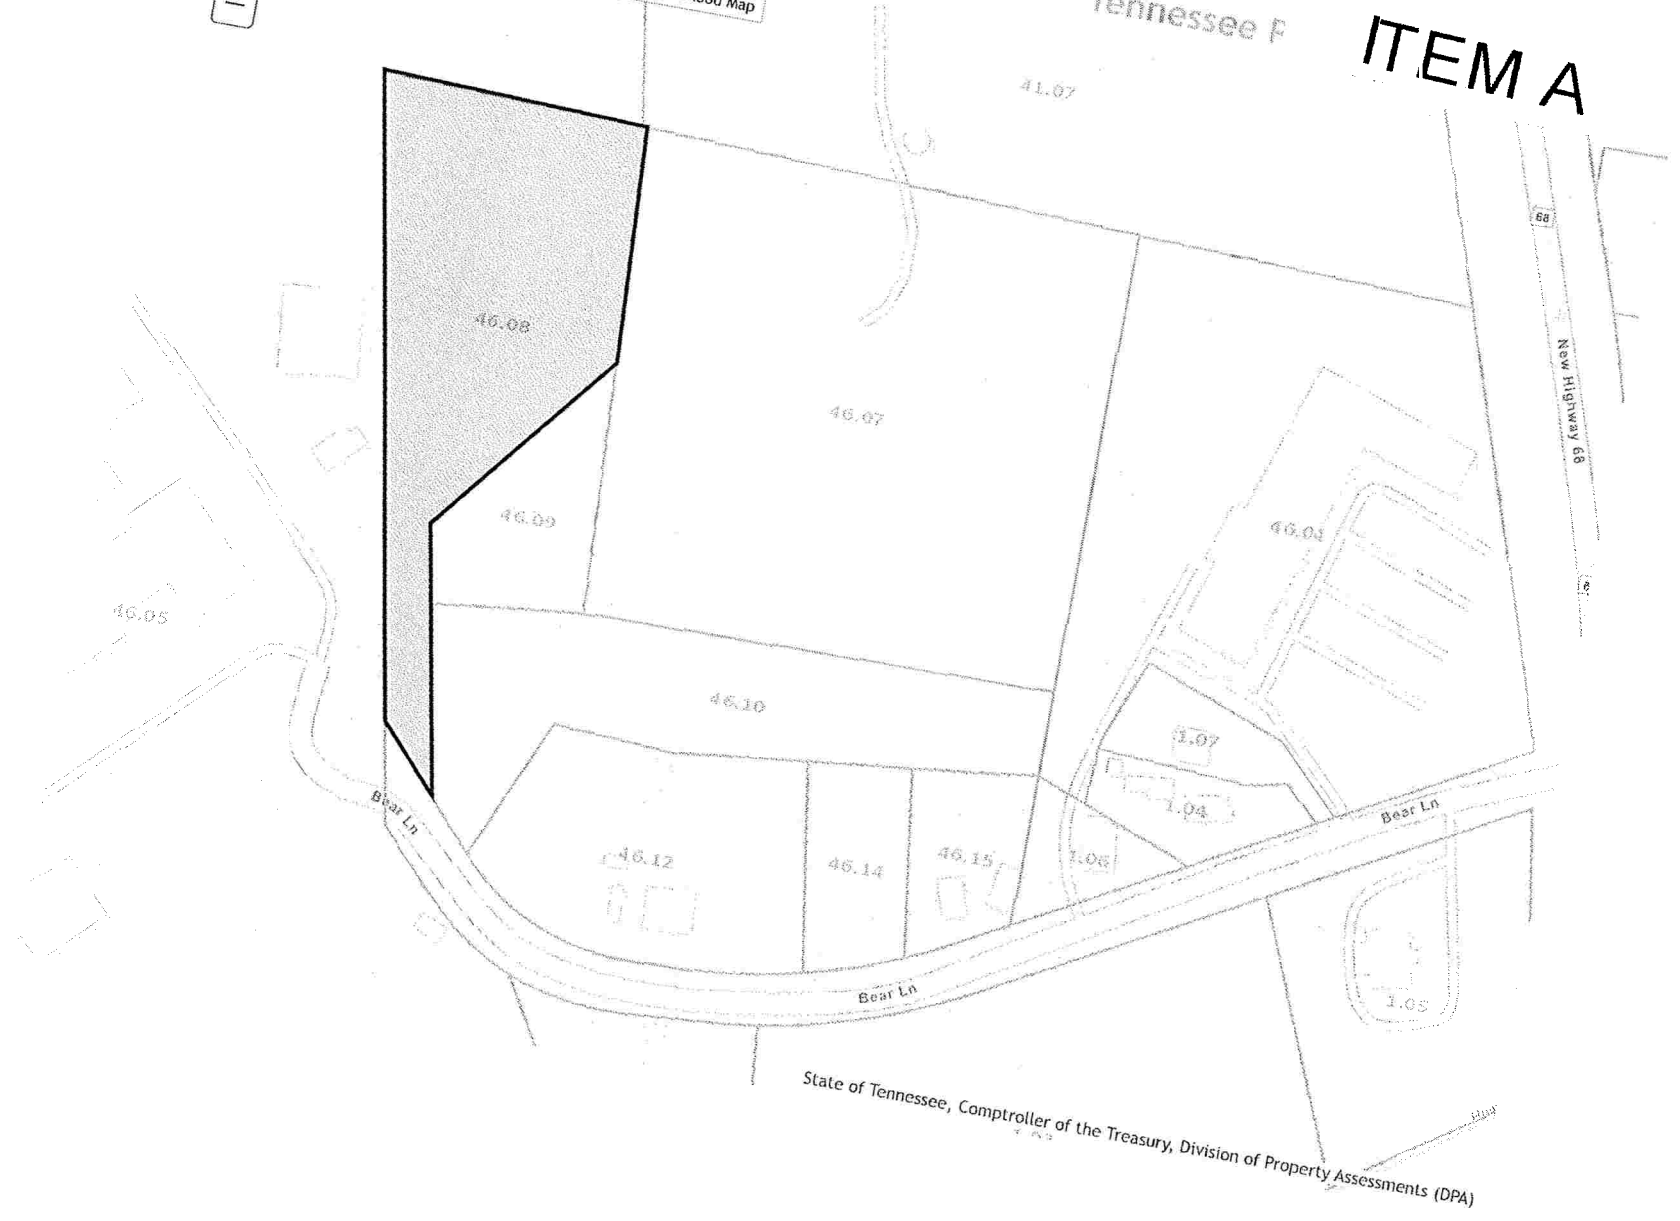 Map
Tennessee
ITEM A
41.07
68
46.08
New Highway 68
46.07
46.09
46.04
46.05
46.10
1.07
Bear Ln
1.04
Bear Ln
46.12
46.14
46.15
1.06
Bear Ln
1.05
State of Tennessee, Comptroller of the Treasury, Division of Property Assessments (DPA)